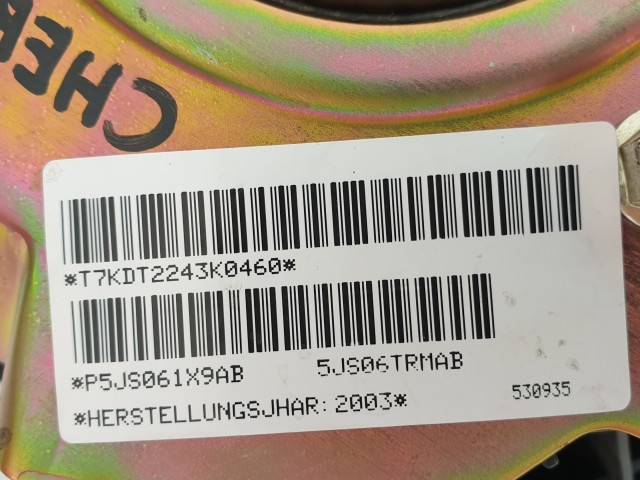 CHER
*T7KDT2243K0460*
*P5JS061X9AB 5JS06TRMAB
*HERSTELLUNGSJHAR: 2003* 530935